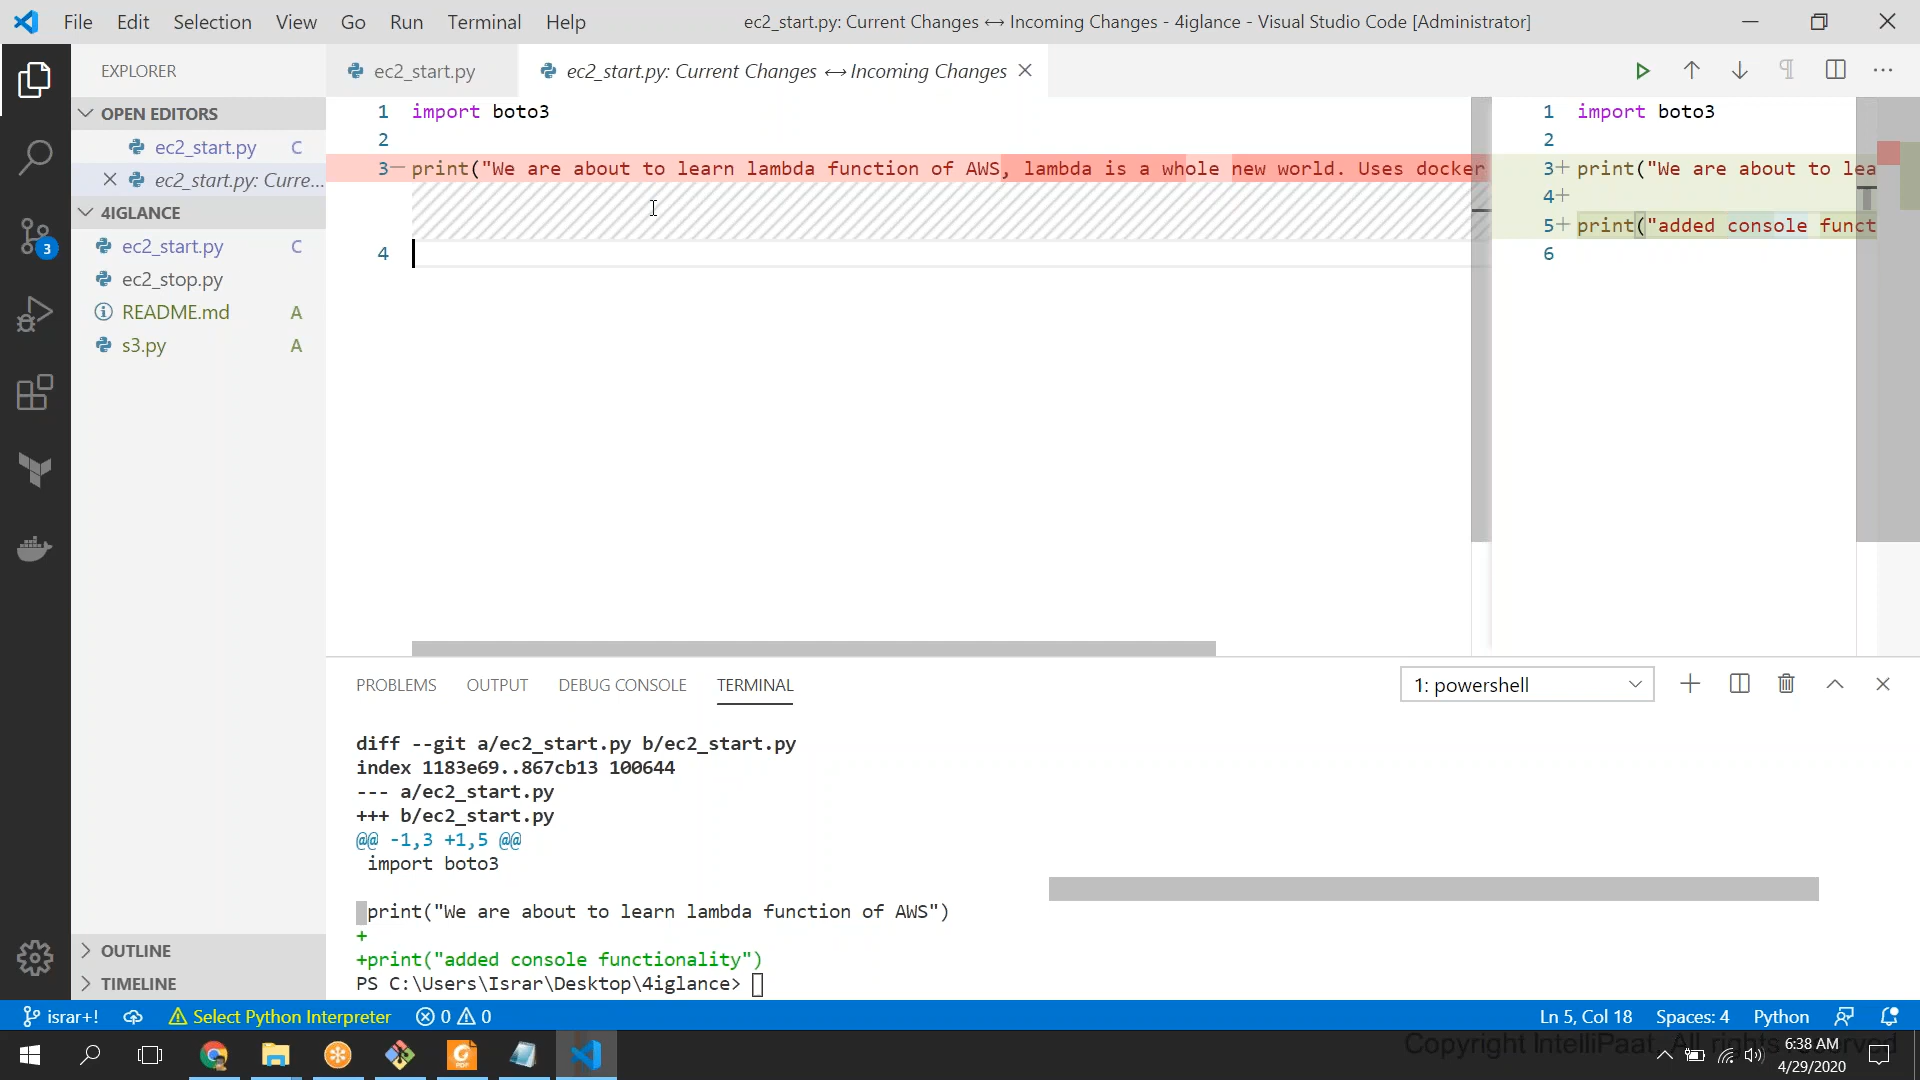 File Edit Selection View Go Run Terminal Help
ec2_start.py: Current Changes ↔ Incoming Changes - 4iglance - Visual Studio Code [Administrator]
EXPLORER
ec2_start.py
ec2_start.py: Current Changes ↔ Incoming Changes
OPEN EDITORS
ec2_start.py C
ec2_start.py: Curre...
4IGLANCE
ec2_start.py C
ec2_stop.py
README.md A
s3.py A
3
OUTLINE
TIMELINE
1 import boto3
2
3 print("We are about to learn lambda function of AWS, lambda is a whole new world. Uses docker
4
1 import boto3
2
3+ print("We are about to lea
4+
5+ print("added console funct
6
PROBLEMS OUTPUT DEBUG CONSOLE TERMINAL
1: powershell
diff --git a/ec2_start.py b/ec2_start.py
index 1183e69..867cb13 100644
--- a/ec2_start.py
+++ b/ec2_start.py
@@ -1,3 +1,5 @@
import boto3
print("We are about to learn lambda function of AWS")
+
+print("added console functionality")
PS C:\Users\Israr\Desktop\4iglance>
israr+! Select Python Interpreter 0 0
Ln 5, Col 18 Spaces: 4 Python
Copyright IntelliPaat, All rights reserved
6:38 AM
4/29/2020